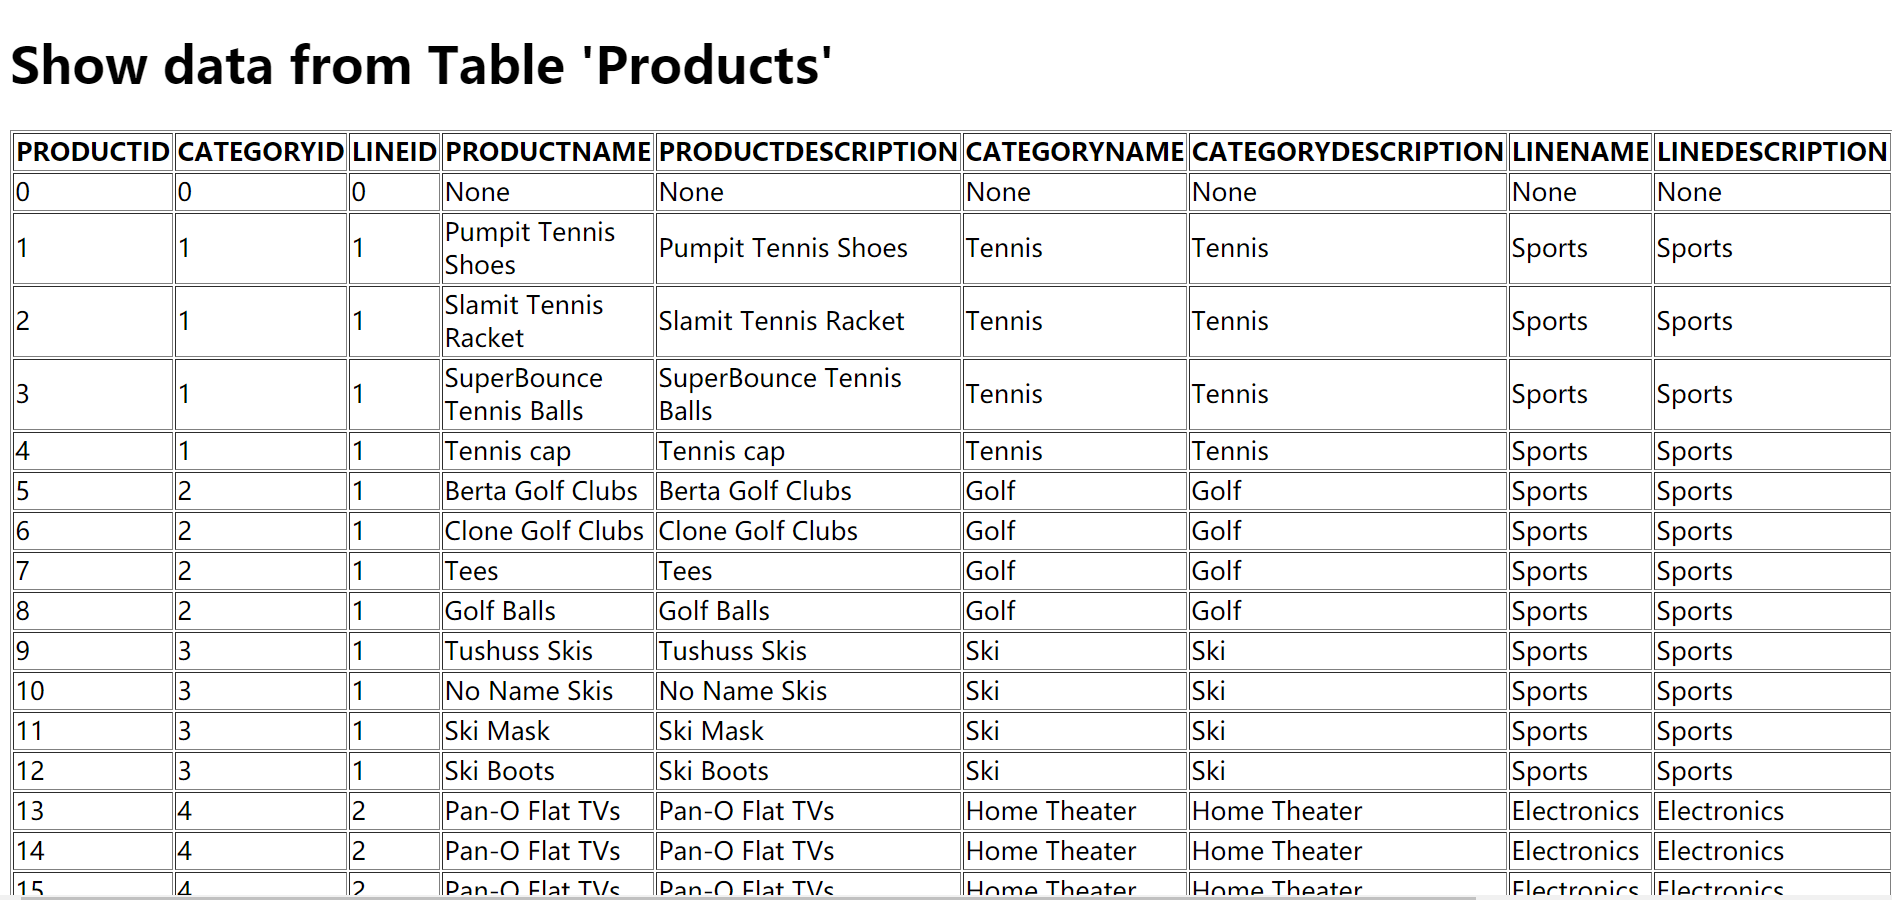 Show data from Table 'Products'
PRODUCTID CATEGORYID LINEID PRODUCTNAME PRODUCTDESCRIPTION CATEGORYNAME CATEGORYDESCRIPTION LINENAME LINEDESCRIPTION
0 0 0 None None None None None None
1 1 1 Pumpit Tennis Shoes Pumpit Tennis Shoes Tennis Tennis Sports Sports
2 1 1 Slamit Tennis Racket Slamit Tennis Racket Tennis Tennis Sports Sports
3 1 1 SuperBounce Tennis Balls SuperBounce Tennis Balls Tennis Tennis Sports Sports
4 1 1 Tennis cap Tennis cap Tennis Tennis Sports Sports
5 2 1 Berta Golf Clubs Berta Golf Clubs Golf Golf Sports Sports
6 2 1 Clone Golf Clubs Clone Golf Clubs Golf Golf Sports Sports
7 2 1 Tees Tees Golf Golf Sports Sports
8 2 1 Golf Balls Golf Balls Golf Golf Sports Sports
9 3 1 Tushuss Skis Tushuss Skis Ski Ski Sports Sports
10 3 1 No Name Skis No Name Skis Ski Ski Sports Sports
11 3 1 Ski Mask Ski Mask Ski Ski Sports Sports
12 3 1 Ski Boots Ski Boots Ski Ski Sports Sports
13 4 2 Pan-O Flat TVs Pan-O Flat TVs Home Theater Home Theater Electronics Electronics
14 4 2 Pan-O Flat TVs Pan-O Flat TVs Home Theater Home Theater Electronics Electronics
15 4 2 Pan-O Flat TVs Pan-O Flat TVs Home Theater Home Theater Electronics Electronics